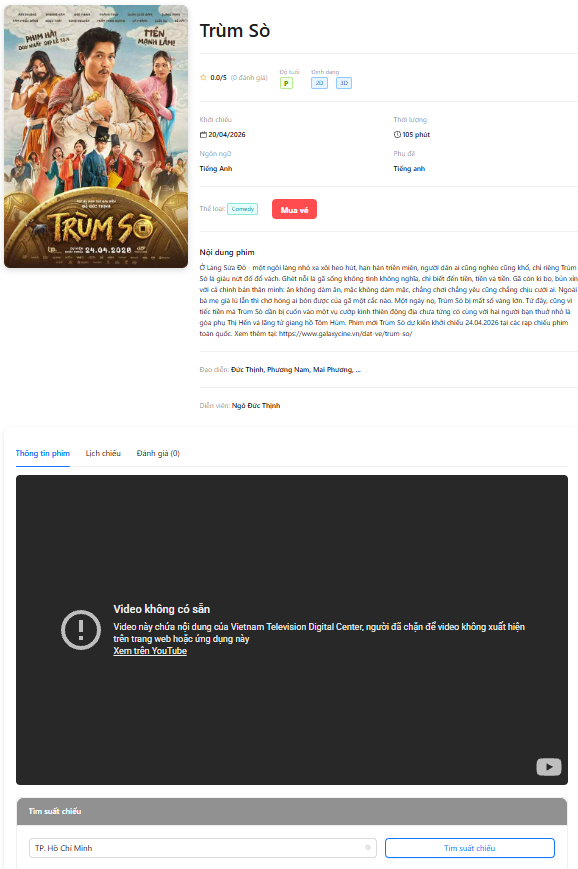 PHIM HÀI
TIỀN
MẠNH LẮM!
TRÙM SÒ
24.04.2026
Trùm Sò
0.0/5 (0 đánh giá)
Độ tuổi
P
Định dạng
2D 3D
Khởi chiếu
20/04/2026
Thời lượng
105 phút
Ngôn ngữ
Tiếng Anh
Phụ đề
Tiếng anh
Thể loại: Comedy
Mua vé
Nội dung phim
Ở Làng Sửa Đó - một ngôi làng nhỏ xa xôi heo hút, hạn hán triền miên, người dân ai cũng nghèo cũng khổ, chỉ riêng Trùm
Sò là giàu nứt đố đổ vách. Ghét nỗi là gã sống không tình không nghĩa, chỉ biết đến tiền, tiền và tiền. Gã còn ki bo, bủn xỉn
với cả chính bản thân mình: ăn không dám ăn, mặc không dám mặc, chẳng chơi chẳng yêu cũng chẳng chịu cưới ai. Ngoài
bà mẹ già lú lẫn thì chớ hòng ai bòn được của gã một cắc nào. Một ngày nọ, Trùm Sò bị mất số vàng lớn. Từ đây, cũng vì
tiếc tiền mà Trùm Sò dần bị cuốn vào một vụ cướp kinh thiên động địa chưa từng có cùng với hai người bạn thuở nhỏ là
góa phụ Thị Hến và lãng tử giang hồ Tôm Hùm. Phim mới Trùm Sò dự kiến khởi chiếu 24.04.2026 tại các rạp chiếu phim
toàn quốc. Xem thêm tại: https://www.galaxycine.vn/dat-ve/trum-so/
Đạo diễn: Đức Thịnh, Phương Nam, Mai Phương, ...
Diễn viên: Ngô Đức Thịnh
Thông tin phim
Lịch chiếu
Đánh giá (0)
Video không có sẵn
Video này chứa nội dung của Vietnam Television Digital Center, người đã chặn để video không xuất hiện
trên trang web hoặc ứng dụng này
Xem trên YouTube
Tìm suất chiếu
TP. Hồ Chí Minh
Tìm suất chiếu